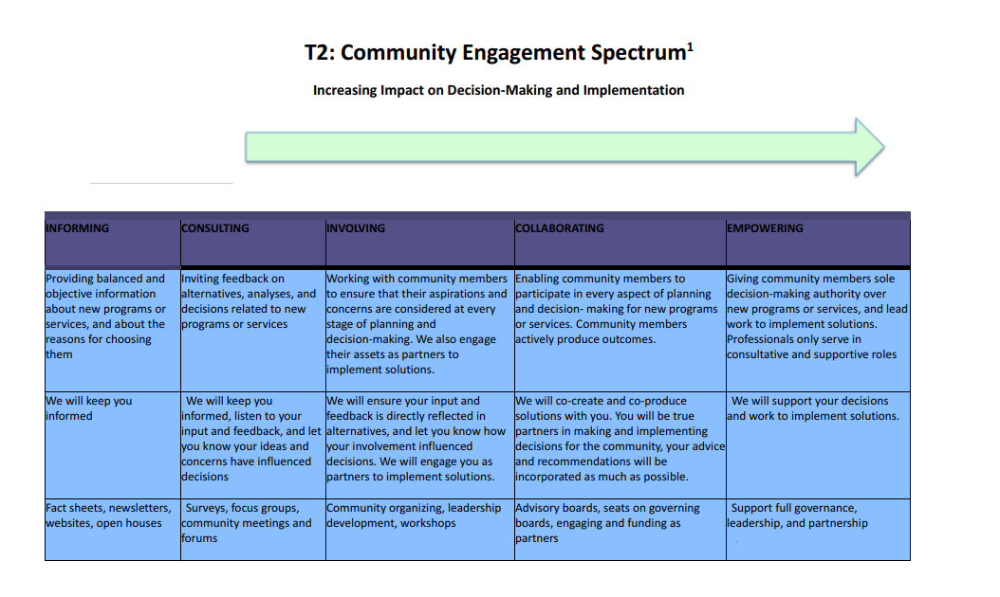 T2: Community Engagement Spectrum1
Increasing Impact on Decision-Making and Implementation
INFORMING
CONSULTING
INVOLVING
COLLABORATING
EMPOWERING
Providing balanced and
objective information
about new programs or
services, and about the
reasons for choosing
them
Inviting feedback on
alternatives, analyses, and
decisions related to new
programs or services
Working with community members
to ensure that their aspirations and
concerns are considered at every
stage of planning and
decision-making. We also engage
their assets as partners to
implement solutions.
Enabling community members to
participate in every aspect of planning
and decision- making for new programs
or services. Community members
actively produce outcomes.
Giving community members sole
decision-making authority over
new programs or services, and lead
work to implement solutions.
Professionals only serve in
consultative and supportive roles
We will keep you
informed
We will keep you
informed, listen to your
input and feedback, and let
you know your ideas and
concerns have influenced
decisions
We will ensure your input and
feedback is directly reflected in
alternatives, and let you know how
your involvement influenced
decisions. We will engage you as
partners to implement solutions.
We will co-create and co-produce
solutions with you. You will be true
partners in making and implementing
decisions for the community, your advice
and recommendations will be
incorporated as much as possible.
We will support your decisions
and work to implement solutions.
Fact sheets, newsletters,
websites, open houses
Surveys, focus groups,
community meetings and
forums
Community organizing, leadership
development, workshops
Advisory boards, seats on governing
boards, engaging and funding as
partners
Support full governance,
leadership, and partnership